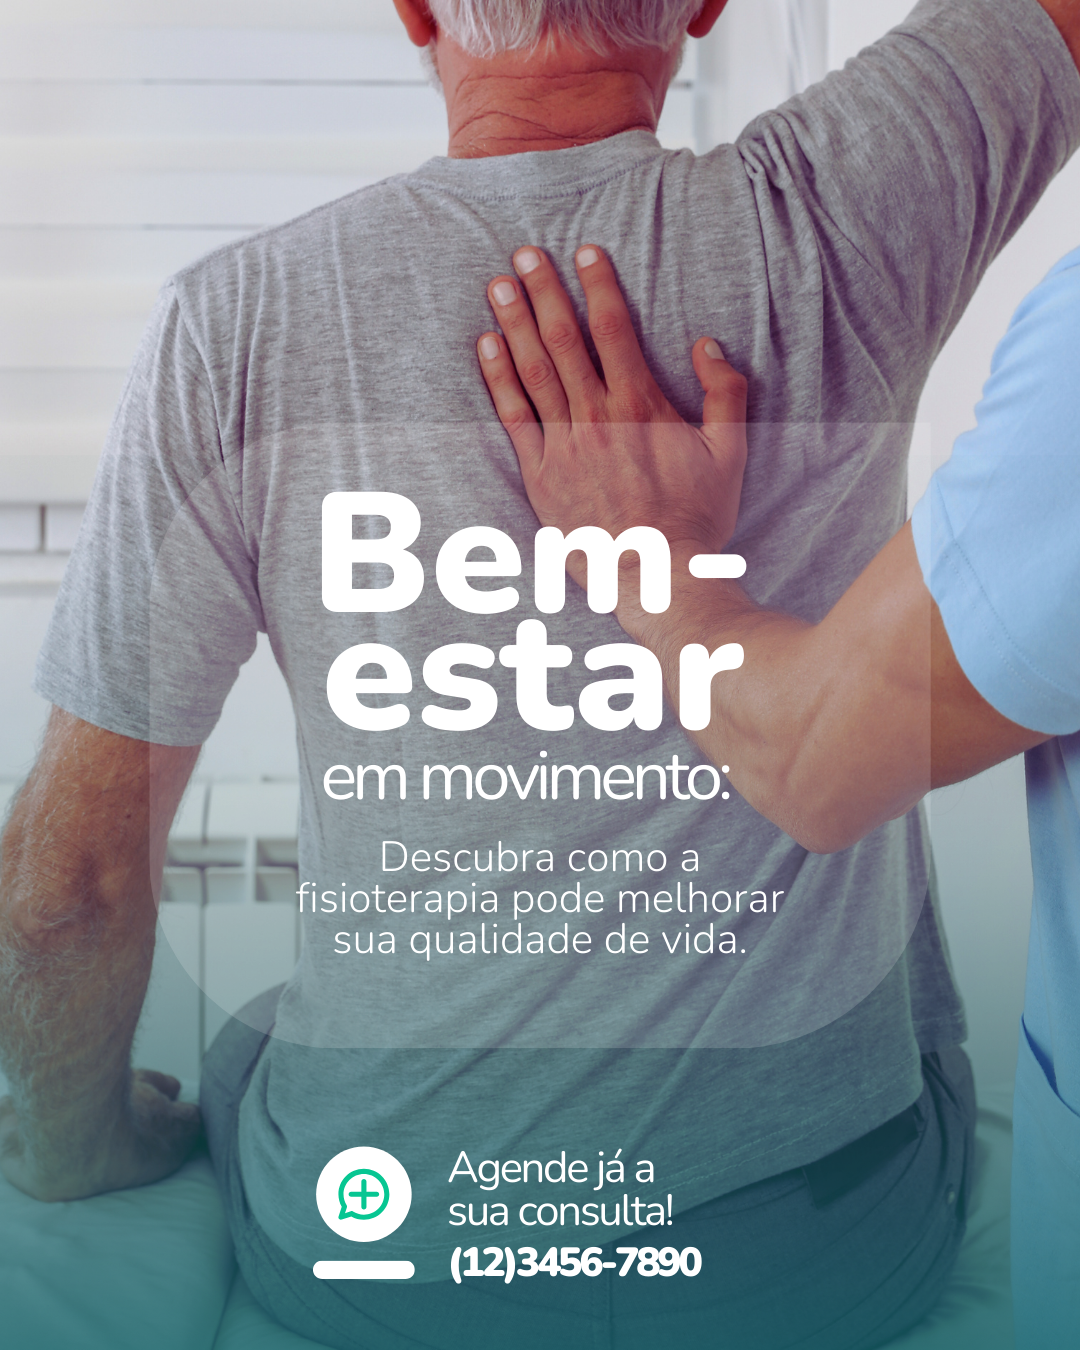 Bem-
estar
em movimento:
Descubra como a
fisioterapia pode melhorar
sua qualidade de vida.
Agende já a
sua consulta!
(12)3456-7890